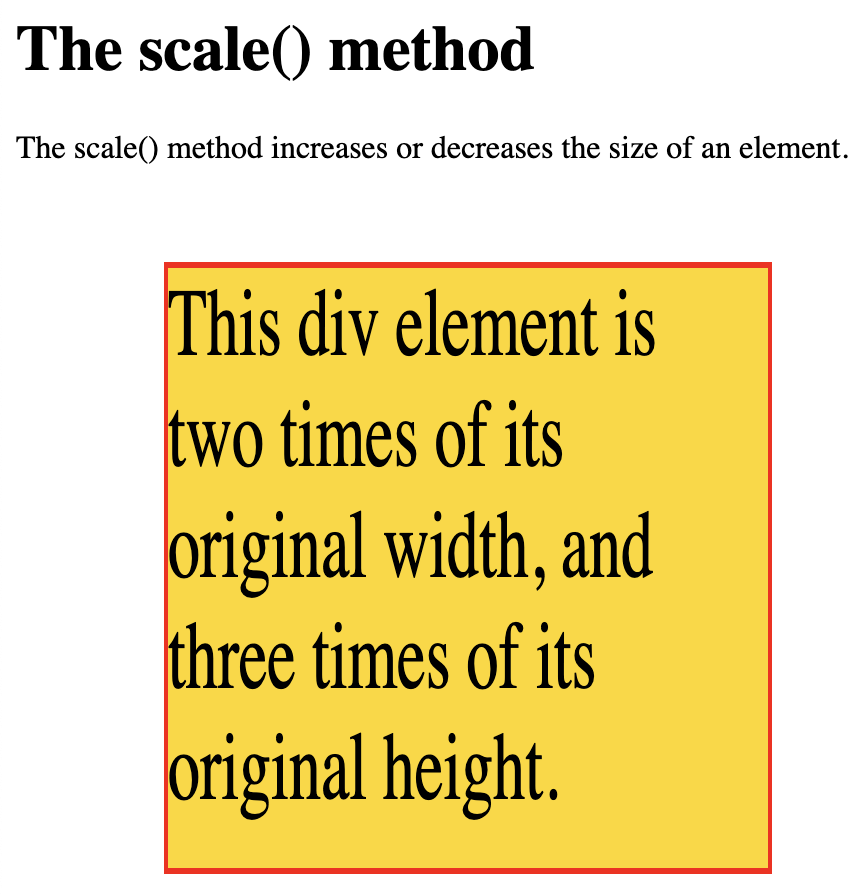 The scale() method
The scale() method increases or decreases the size of an element.
This div element is
two times of its
original width, and
three times of its
original height.